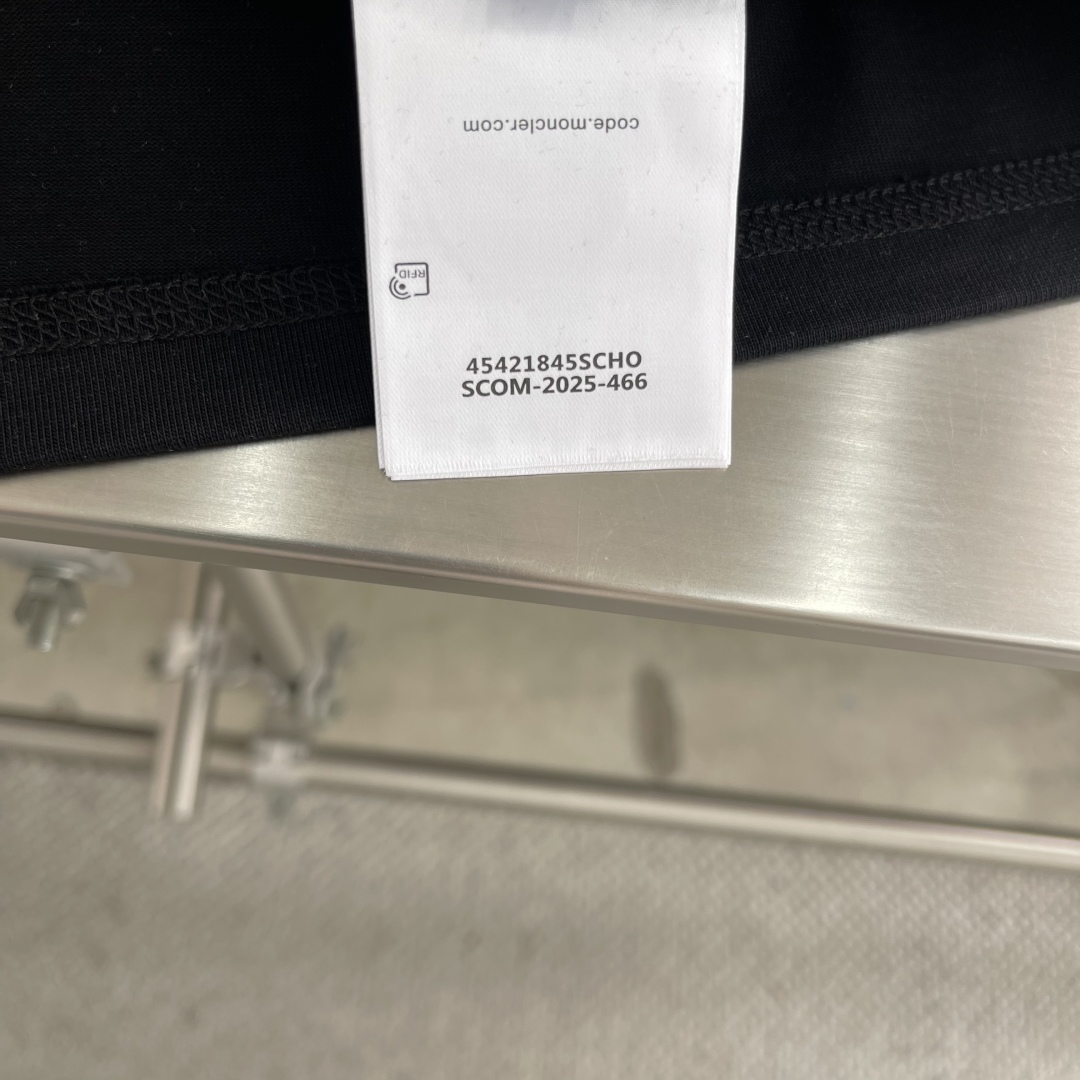 code.moncler.com
RFID
45421845SCHO
SCOM-2025-466